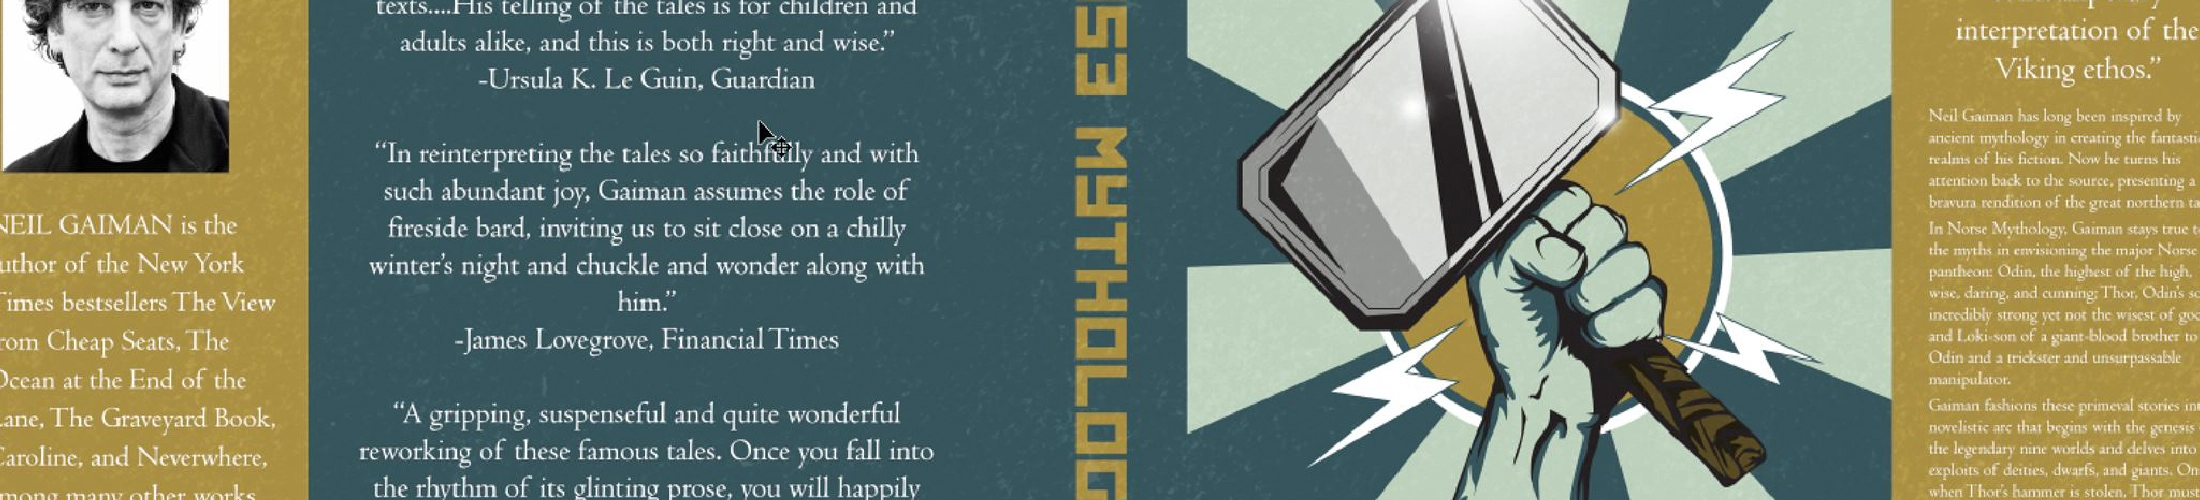 NEIL GAIMAN is the
author of the New York
Times bestsellers The View
from Cheap Seats, The
Ocean at the End of the
Lane, The Graveyard Book,
Caroline, and Neverwhere,
among many other works
texts....His telling of the tales is for children and
adults alike, and this is both right and wise.”
-Ursula K. Le Guin, Guardian
“In reinterpreting the tales so faithfully and with
such abundant joy, Gaiman assumes the role of
fireside bard, inviting us to sit close on a chilly
winter’s night and chuckle and wonder along with
him.”
-James Lovegrove, Financial Times
“A gripping, suspenseful and quite wonderful
reworking of these famous tales. Once you fall into
the rhythm of its glinting prose, you will happily
MYTHOLOG
interpretation of the
Viking ethos.”
Neil Gaiman has long been inspired by
ancient mythology in creating the fantasti
realms of his fiction. Now he turns his
attention back to the source, presenting a
bravura rendition of the great northern ta
In Norse Mythology, Gaiman stays true to
the myths in envisioning the major Norse
pantheon: Odin, the highest of the high,
wise, daring, and cunning; Thor, Odin's so
incredibly strong yet not the wisest of go
and Loki-son of a giant-blood brother to
Odin and a trickster and unsurpassable
manipulator.
Gaiman fashions these primeval stories int
novelistic arc that begins with the genesis
the legendary nine worlds and delves into
exploits of deities, dwarfs, and giants. On
when Thor's hammer is stolen, Thor must